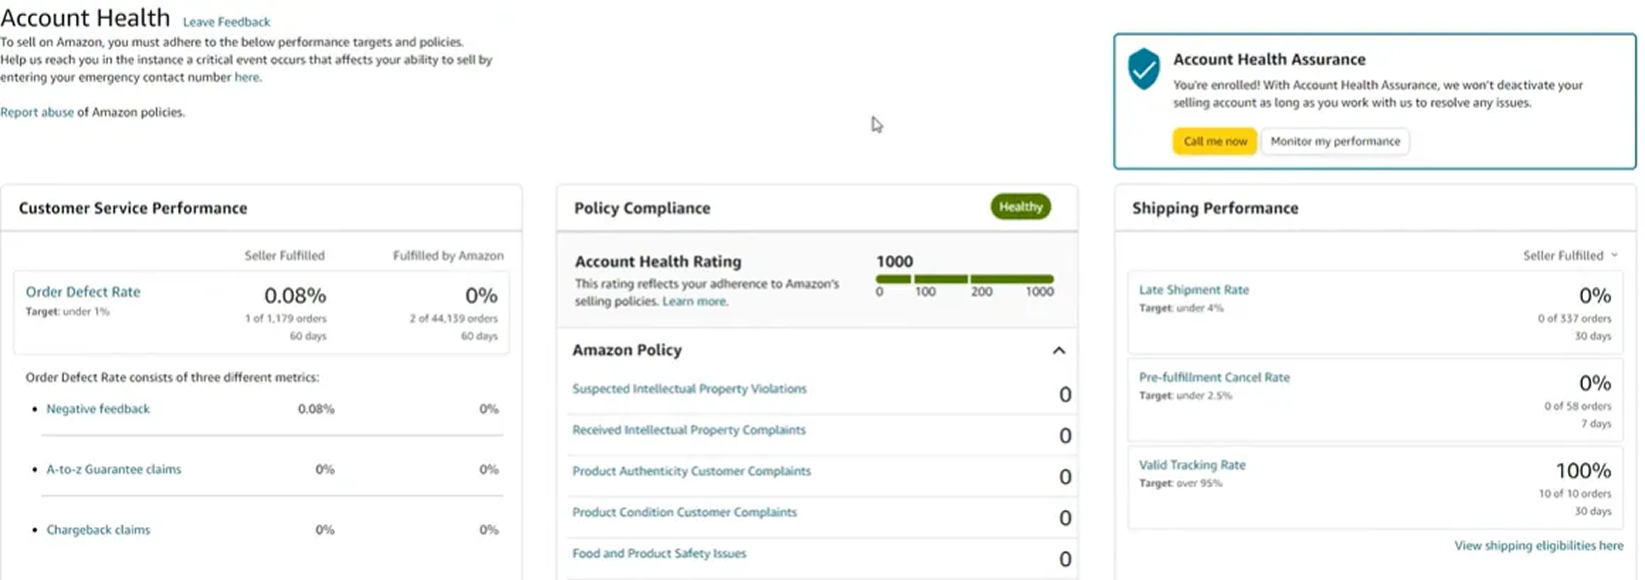 Account Health Leave Feedback
To sell on Amazon, you must adhere to the below performance targets and policies.
Help us reach you in the instance a critical event occurs that affects your ability to sell by
entering your emergency contact number here.
Report abuse of Amazon policies.
Account Health Assurance
You're enrolled! With Account Health Assurance, we won't deactivate your
selling account as long as you work with us to resolve any issues.
Call me now Monitor my performance
Customer Service Performance
Seller Fulfilled Fulfilled by Amazon
Order Defect Rate 0.08% 0%
Target: under 1%
1 of 1,179 orders 2 of 44,139 orders
60 days 60 days
Order Defect Rate consists of three different metrics:
• Negative feedback 0.08% 0%
• A-to-z Guarantee claims 0% 0%
• Chargeback claims 0% 0%
Policy Compliance Healthy
Account Health Rating 1000
This rating reflects your adherence to Amazon's
selling policies. Learn more.
0 100 200 1000
Amazon Policy
Suspected Intellectual Property Violations 0
Received Intellectual Property Complaints 0
Product Authenticity Customer Complaints 0
Product Condition Customer Complaints 0
Food and Product Safety Issues 0
Shipping Performance
Seller Fulfilled
Late Shipment Rate 0%
Target: under 4%
0 of 337 orders
30 days
Pre-fulfillment Cancel Rate 0%
Target: under 2.5%
0 of 58 orders
7 days
Valid Tracking Rate 100%
Target: over 95%
10 of 10 orders
30 days
View shipping eligibilities here